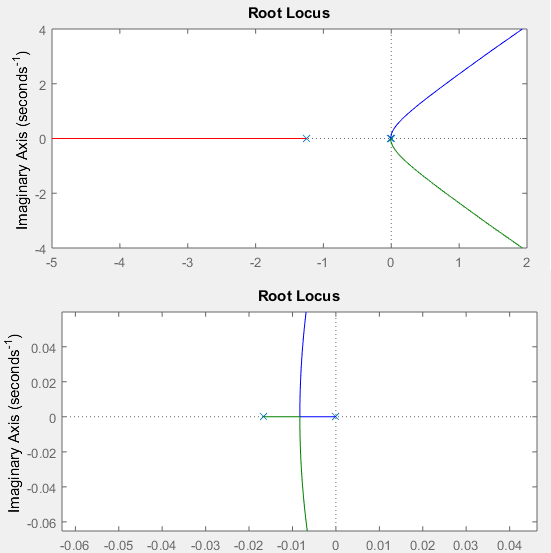 Root Locus
Imaginary Axis (seconds-1)
4
2
0
-2
-4
-5 -4 -3 -2 -1 0 1 2
Root Locus
Imaginary Axis (seconds-1)
0.04
0.02
0
-0.02
-0.04
-0.06
-0.06 -0.05 -0.04 -0.03 -0.02 -0.01 0 0.01 0.02 0.03 0.04